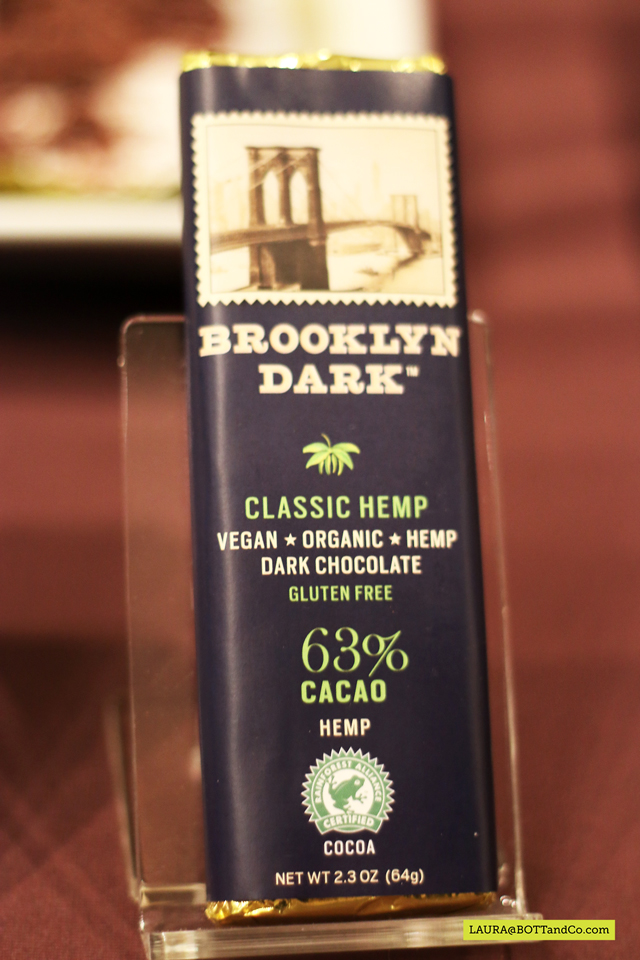 BROOKLYN
DARK™
CLASSIC HEMP
VEGAN ★ ORGANIC ★ HEMP
DARK CHOCOLATE
GLUTEN FREE
63%
CACAO
HEMP
RAINFOREST ALLIANCE
CERTIFIED
COCOA
NET WT 2.3 OZ (64g)
LAURA@BOTTandCo.com